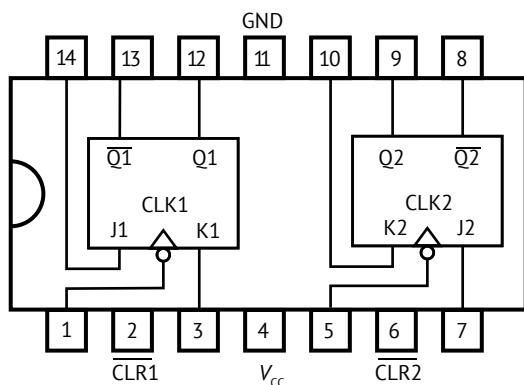 GND
14 13 12 11 10 9 8
Q̅1̅ Q1 Q2 Q̅2̅
CLK1 CLK2
J1 K1 K2 J2
1 2 3 4 5 6 7
C̅L̅R̅1̅ V_CC C̅L̅R̅2̅